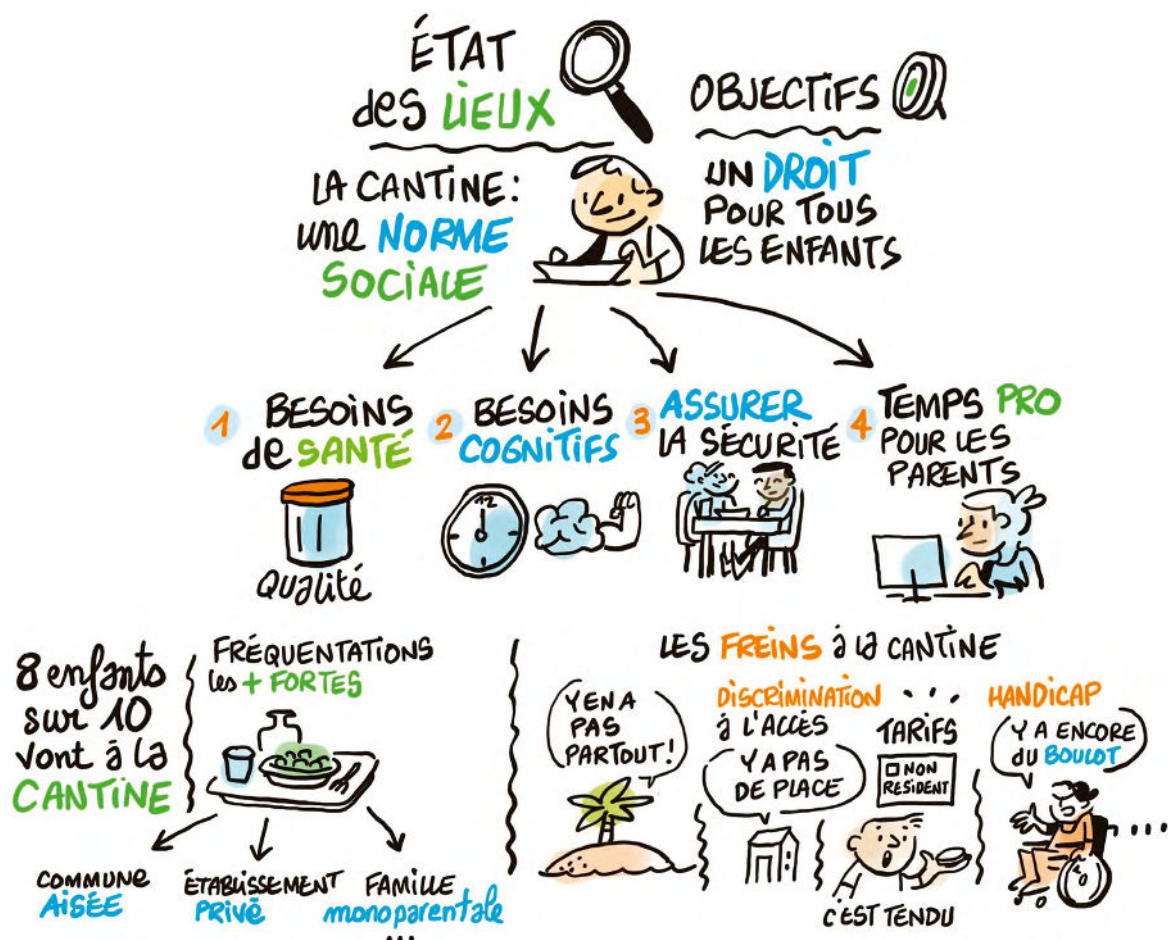 ÉTAT
des LIEUX
LA CANTINE:
une NORME
SOCIALE
OBJECTIFS
UN DROIT
POUR TOUS
LES ENFANTS
1 BESOINS
de SANTÉ
Qualité
2 BESOINS
COGNITIFS
12
3 ASSURER
LA SÉCURITÉ
4 TEMPS PRO
POUR LES
PARENTS
8 enfants
sur 10
vont à la
CANTINE
FRÉQUENTATIONS
les + FORTES
COMMUNE
AISÉE
ÉTABLISSEMENT
PRIVÉ
FAMILLE
monoparentale
...
LES FREINS à la CANTINE
Y EN A
PAS
PARTOUT!
DISCRIMINATION ...
à L'ACCÈS
Y A PAS
DE PLACE
TARIFS
NON
RESIDENT
C'EST TENDU
HANDICAP
Y A ENCORE
du BOULOT
...